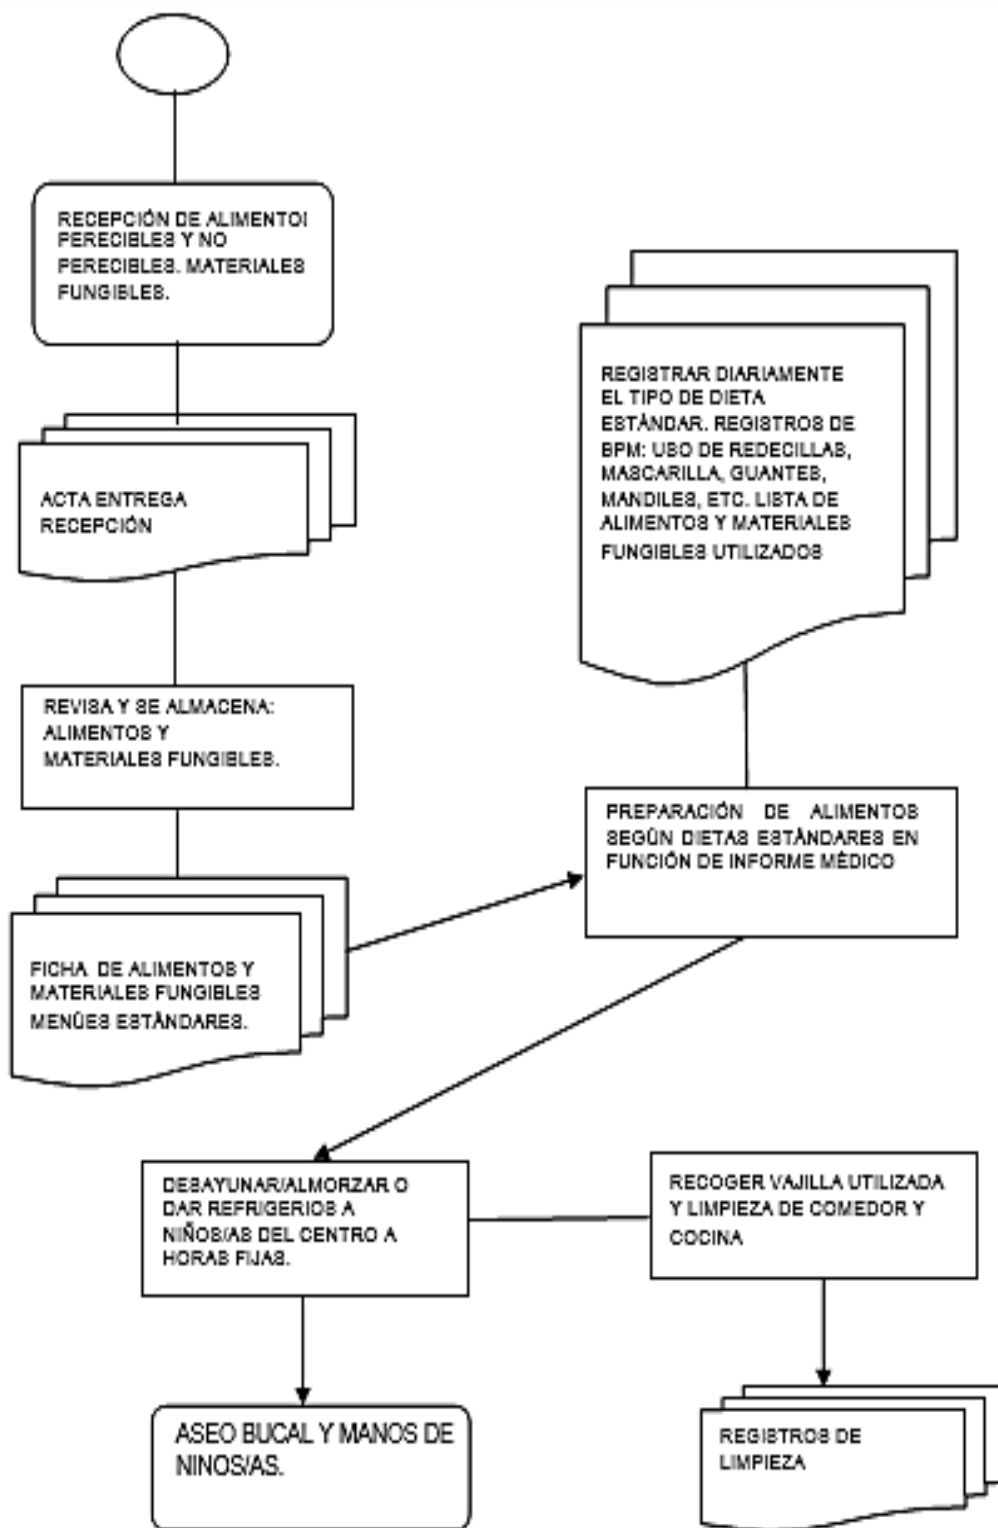 RECEPCIÓN DE ALIMENTO
PERECIBLES Y NO
PERECIBLES. MATERIALES
FUNGIBLES.
ACTA ENTREGA
RECEPCIÓN
REVISA Y SE ALMACENA:
ALIMENTOS Y
MATERIALES FUNGIBLES.
FICHA DE ALIMENTOS Y
MATERIALES FUNGIBLES
MENÚES ESTÁNDARES.
REGISTRAR DIARIAMENTE
EL TIPO DE DIETA
ESTÁNDAR. REGISTROS DE
BPM: USO DE REDECILLAS,
MASCARILLA, GUANTES,
MANDILES, ETC. LISTA DE
ALIMENTOS Y MATERIALES
FUNGIBLES UTILIZADOS
PREPARACIÓN DE ALIMENTOS
SEGÚN DIETAS ESTÁNDARES EN
FUNCIÓN DE INFORME MÉDICO
DESAYUNAR/ALMORZAR O
DAR REFRIGERIOS A
NIÑOS/AS DEL CENTRO A
HORAS FIJAS.
RECOGER VAJILLA UTILIZADA
Y LIMPIEZA DE COMEDOR Y
COCINA
ASEO BUCAL Y MANOS DE
NINOS/AS.
REGISTROS DE
LIMPIEZA